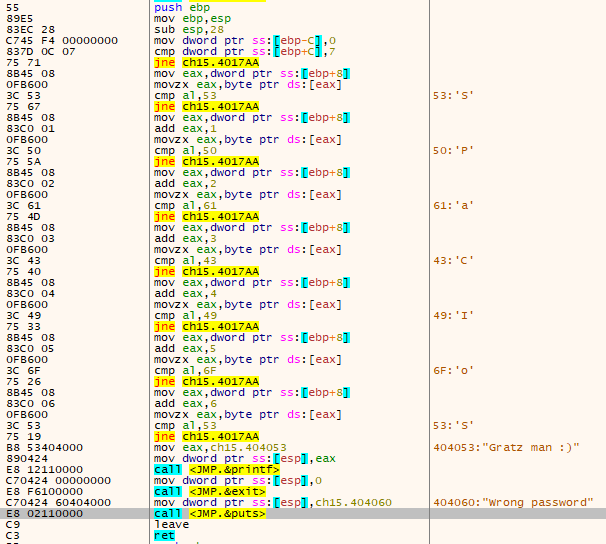 55 push ebp
89E5 mov ebp,esp
83EC 28 sub esp,28
C745 F4 00000000 mov dword ptr ss:[ebp-C],0
837D 0C 07 cmp dword ptr ss:[ebp+C],7
75 71 jne ch15.4017AA
8B45 08 mov eax,dword ptr ss:[ebp+8]
0FB600 movzx eax,byte ptr ds:[eax]
3C 53 cmp al,53 53:'S'
75 67 jne ch15.4017AA
8B45 08 mov eax,dword ptr ss:[ebp+8]
83C0 01 add eax,1
0FB600 movzx eax,byte ptr ds:[eax]
3C 50 cmp al,50 50:'P'
75 5A jne ch15.4017AA
8B45 08 mov eax,dword ptr ss:[ebp+8]
83C0 02 add eax,2
0FB600 movzx eax,byte ptr ds:[eax]
3C 61 cmp al,61 61:'a'
75 4D jne ch15.4017AA
8B45 08 mov eax,dword ptr ss:[ebp+8]
83C0 03 add eax,3
0FB600 movzx eax,byte ptr ds:[eax]
3C 43 cmp al,43 43:'C'
75 40 jne ch15.4017AA
8B45 08 mov eax,dword ptr ss:[ebp+8]
83C0 04 add eax,4
0FB600 movzx eax,byte ptr ds:[eax]
3C 49 cmp al,49 49:'I'
75 33 jne ch15.4017AA
8B45 08 mov eax,dword ptr ss:[ebp+8]
83C0 05 add eax,5
0FB600 movzx eax,byte ptr ds:[eax]
3C 6F cmp al,6F 6F:'o'
75 26 jne ch15.4017AA
8B45 08 mov eax,dword ptr ss:[ebp+8]
83C0 06 add eax,6
0FB600 movzx eax,byte ptr ds:[eax]
3C 53 cmp al,53 53:'S'
75 19 jne ch15.4017AA
B8 53404000 mov eax,ch15.404053 404053:"Gratz man :)"
890424 mov dword ptr ss:[esp],eax
E8 12110000 call <JMP.&printf>
C70424 00000000 mov dword ptr ss:[esp],0
E8 F6100000 call <JMP.&exit>
C70424 60404000 mov dword ptr ss:[esp],ch15.404060 404060:"Wrong password"
E8 02110000 call <JMP.&puts>
C9 leave
C3 ret